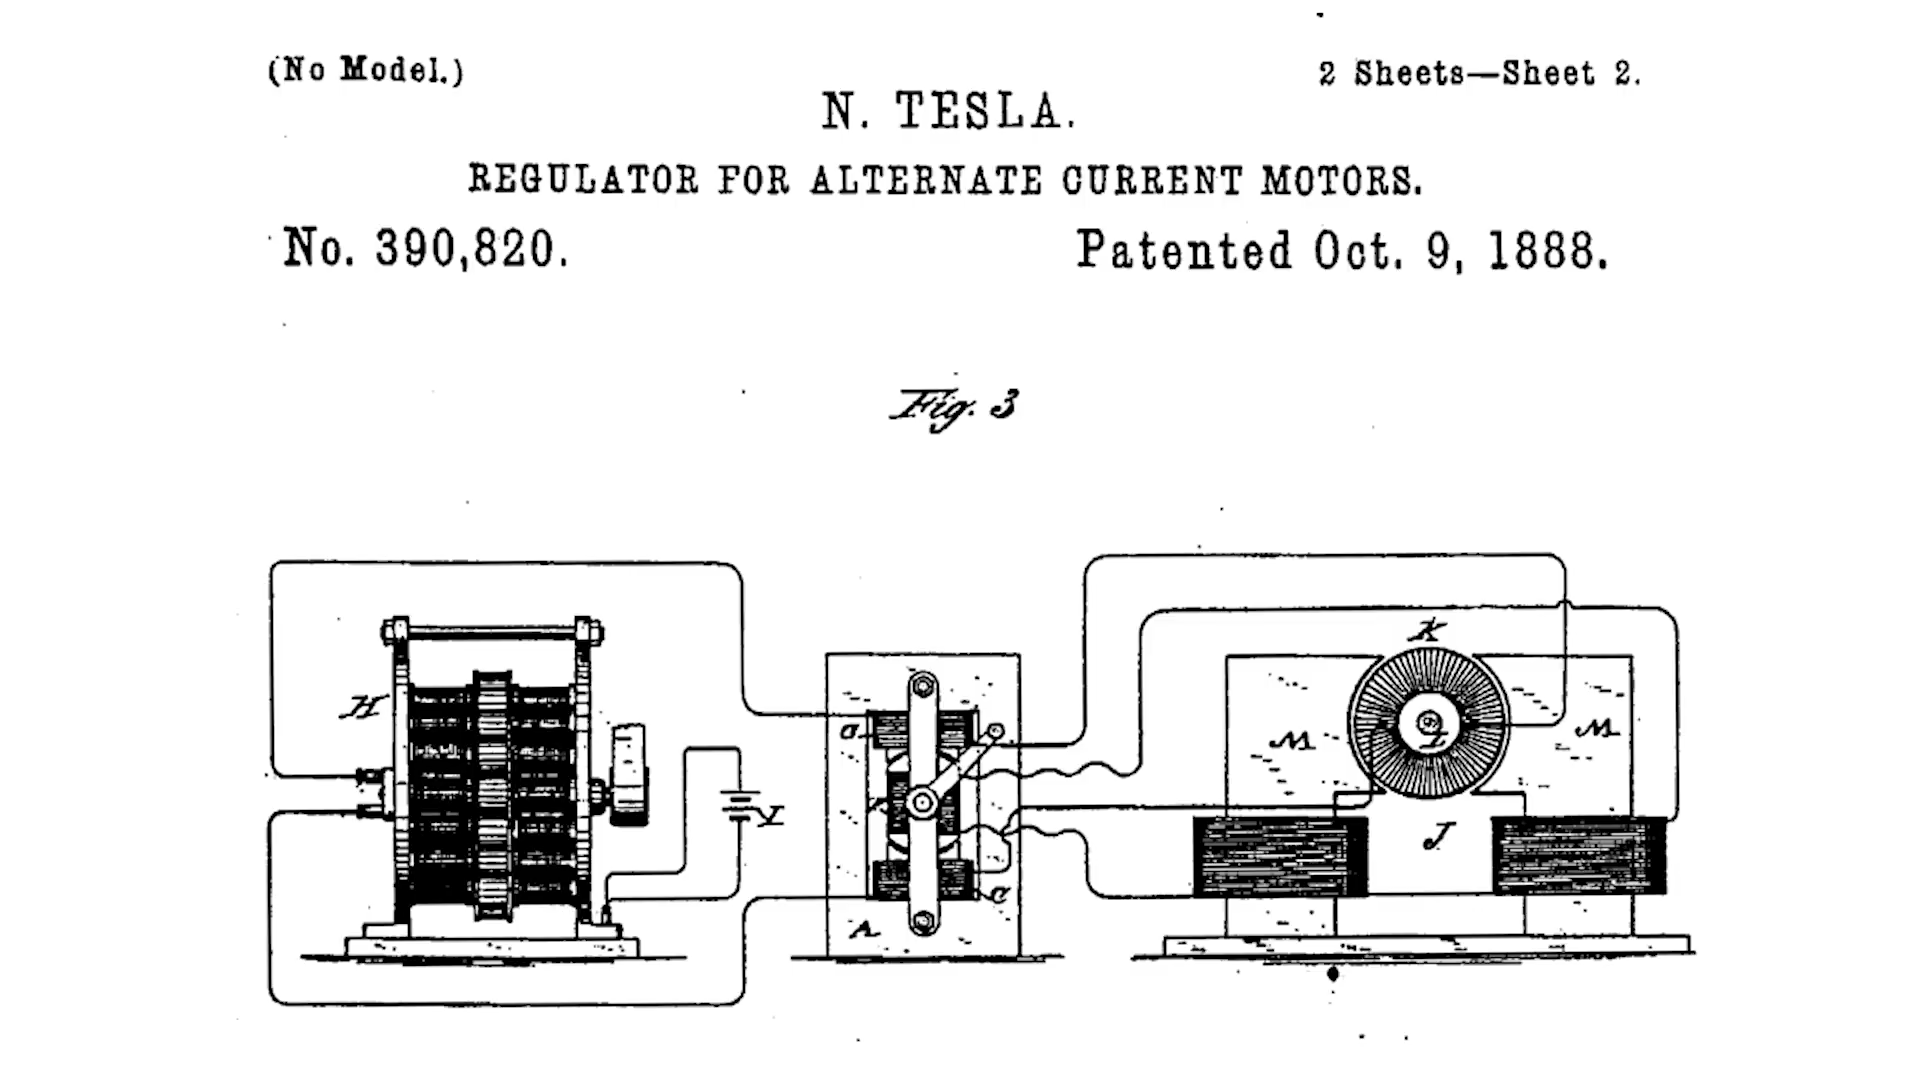 (No Model.)
2 Sheets—Sheet 2.
N. TESLA.
REGULATOR FOR ALTERNATE CURRENT MOTORS.
No. 390,820.
Patented Oct. 9, 1888.
Fig. 3
K
H
M
M
I
V
J
C
A